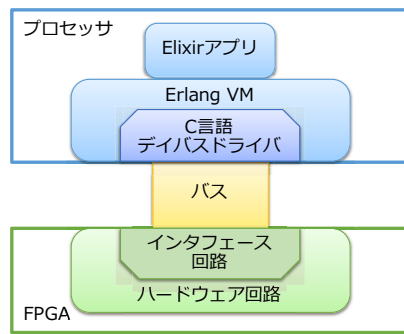 プロセッサ
Elixirアプリ
Erlang VM
C言語
デイバスドライバ
バス
インタフェース
回路
ハードウェア回路
FPGA